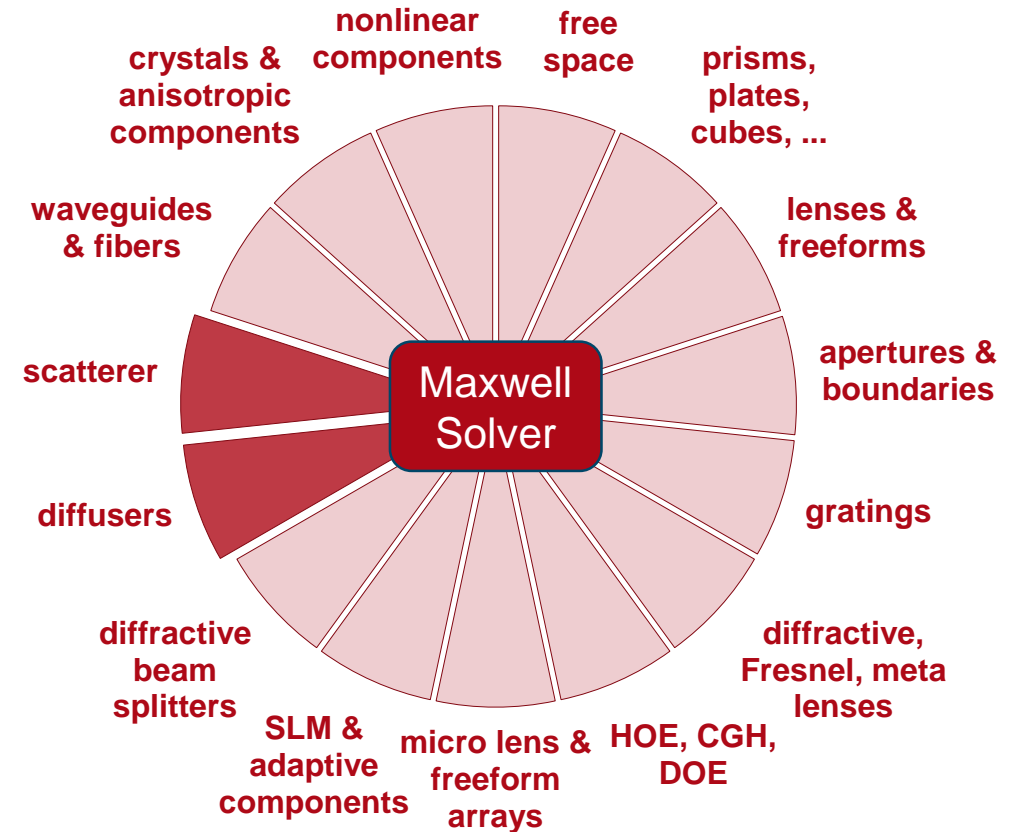 nonlinear
components
free
space
prisms,
plates,
cubes, ...
lenses &
freeforms
apertures &
boundaries
gratings
diffractive,
Fresnel, meta
lenses
HOE, CGH,
DOE
micro lens &
freeform
arrays
SLM &
adaptive
components
diffractive
beam
splitters
diffusers
scatterer
waveguides
& fibers
crystals &
anisotropic
components
Maxwell
Solver